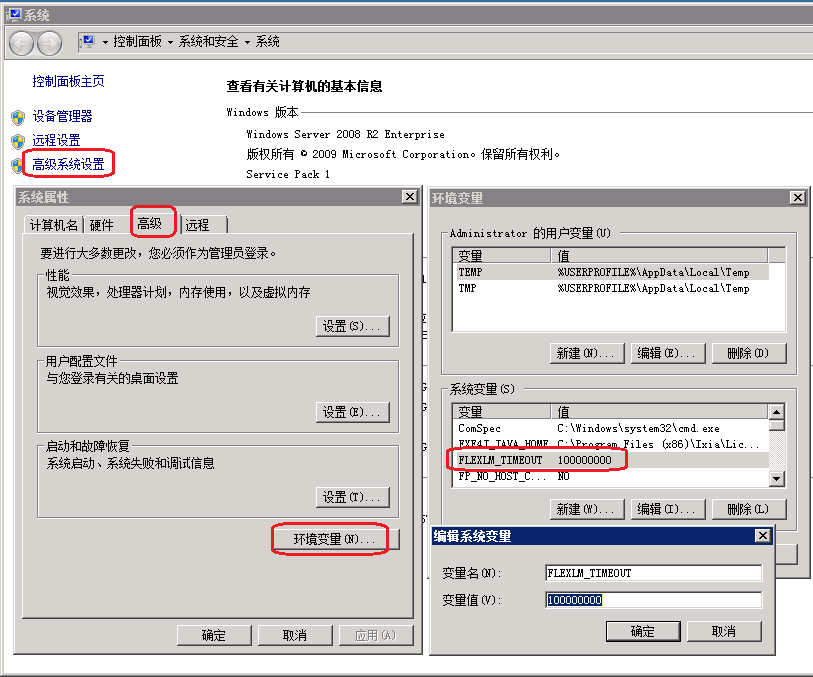 系统
控制面板 系统和安全 系统
控制面板主页
设备管理器
远程设置
高级系统设置
查看有关计算机的基本信息
Windows 版本
Windows Server 2008 R2 Enterprise
版权所有 © 2009 Microsoft Corporation。保留所有权利。
Service Pack 1
系统属性
计算机名 硬件 高级 远程
要进行大多数更改，您必须作为管理员登录。
性能
视觉效果，处理器计划，内存使用，以及虚拟内存
设置(S)...
用户配置文件
与您登录有关的桌面设置
设置(E)...
启动和故障恢复
系统启动、系统失败和调试信息
设置(T)...
环境变量(N)...
确定 取消 应用(A)
环境变量
Administrator 的用户变量(U)
变量 值
TEMP %USERPROFILE%\AppData\Local\Temp
TMP %USERPROFILE%\AppData\Local\Temp
新建(N)... 编辑(E)... 删除(D)
系统变量(S)
变量 值
ComSpec C:\Windows\system32\cmd.exe
EXE4J_JAVA_HOME C:\Program Files (x86)\Ixia\Lic...
FLEXLM_TIMEOUT 100000000
FP_NO_HOST_C... NO
新建(W)... 编辑(I)... 删除(L)
编辑系统变量
变量名(N): FLEXLM_TIMEOUT
变量值(V): 100000000
确定 取消